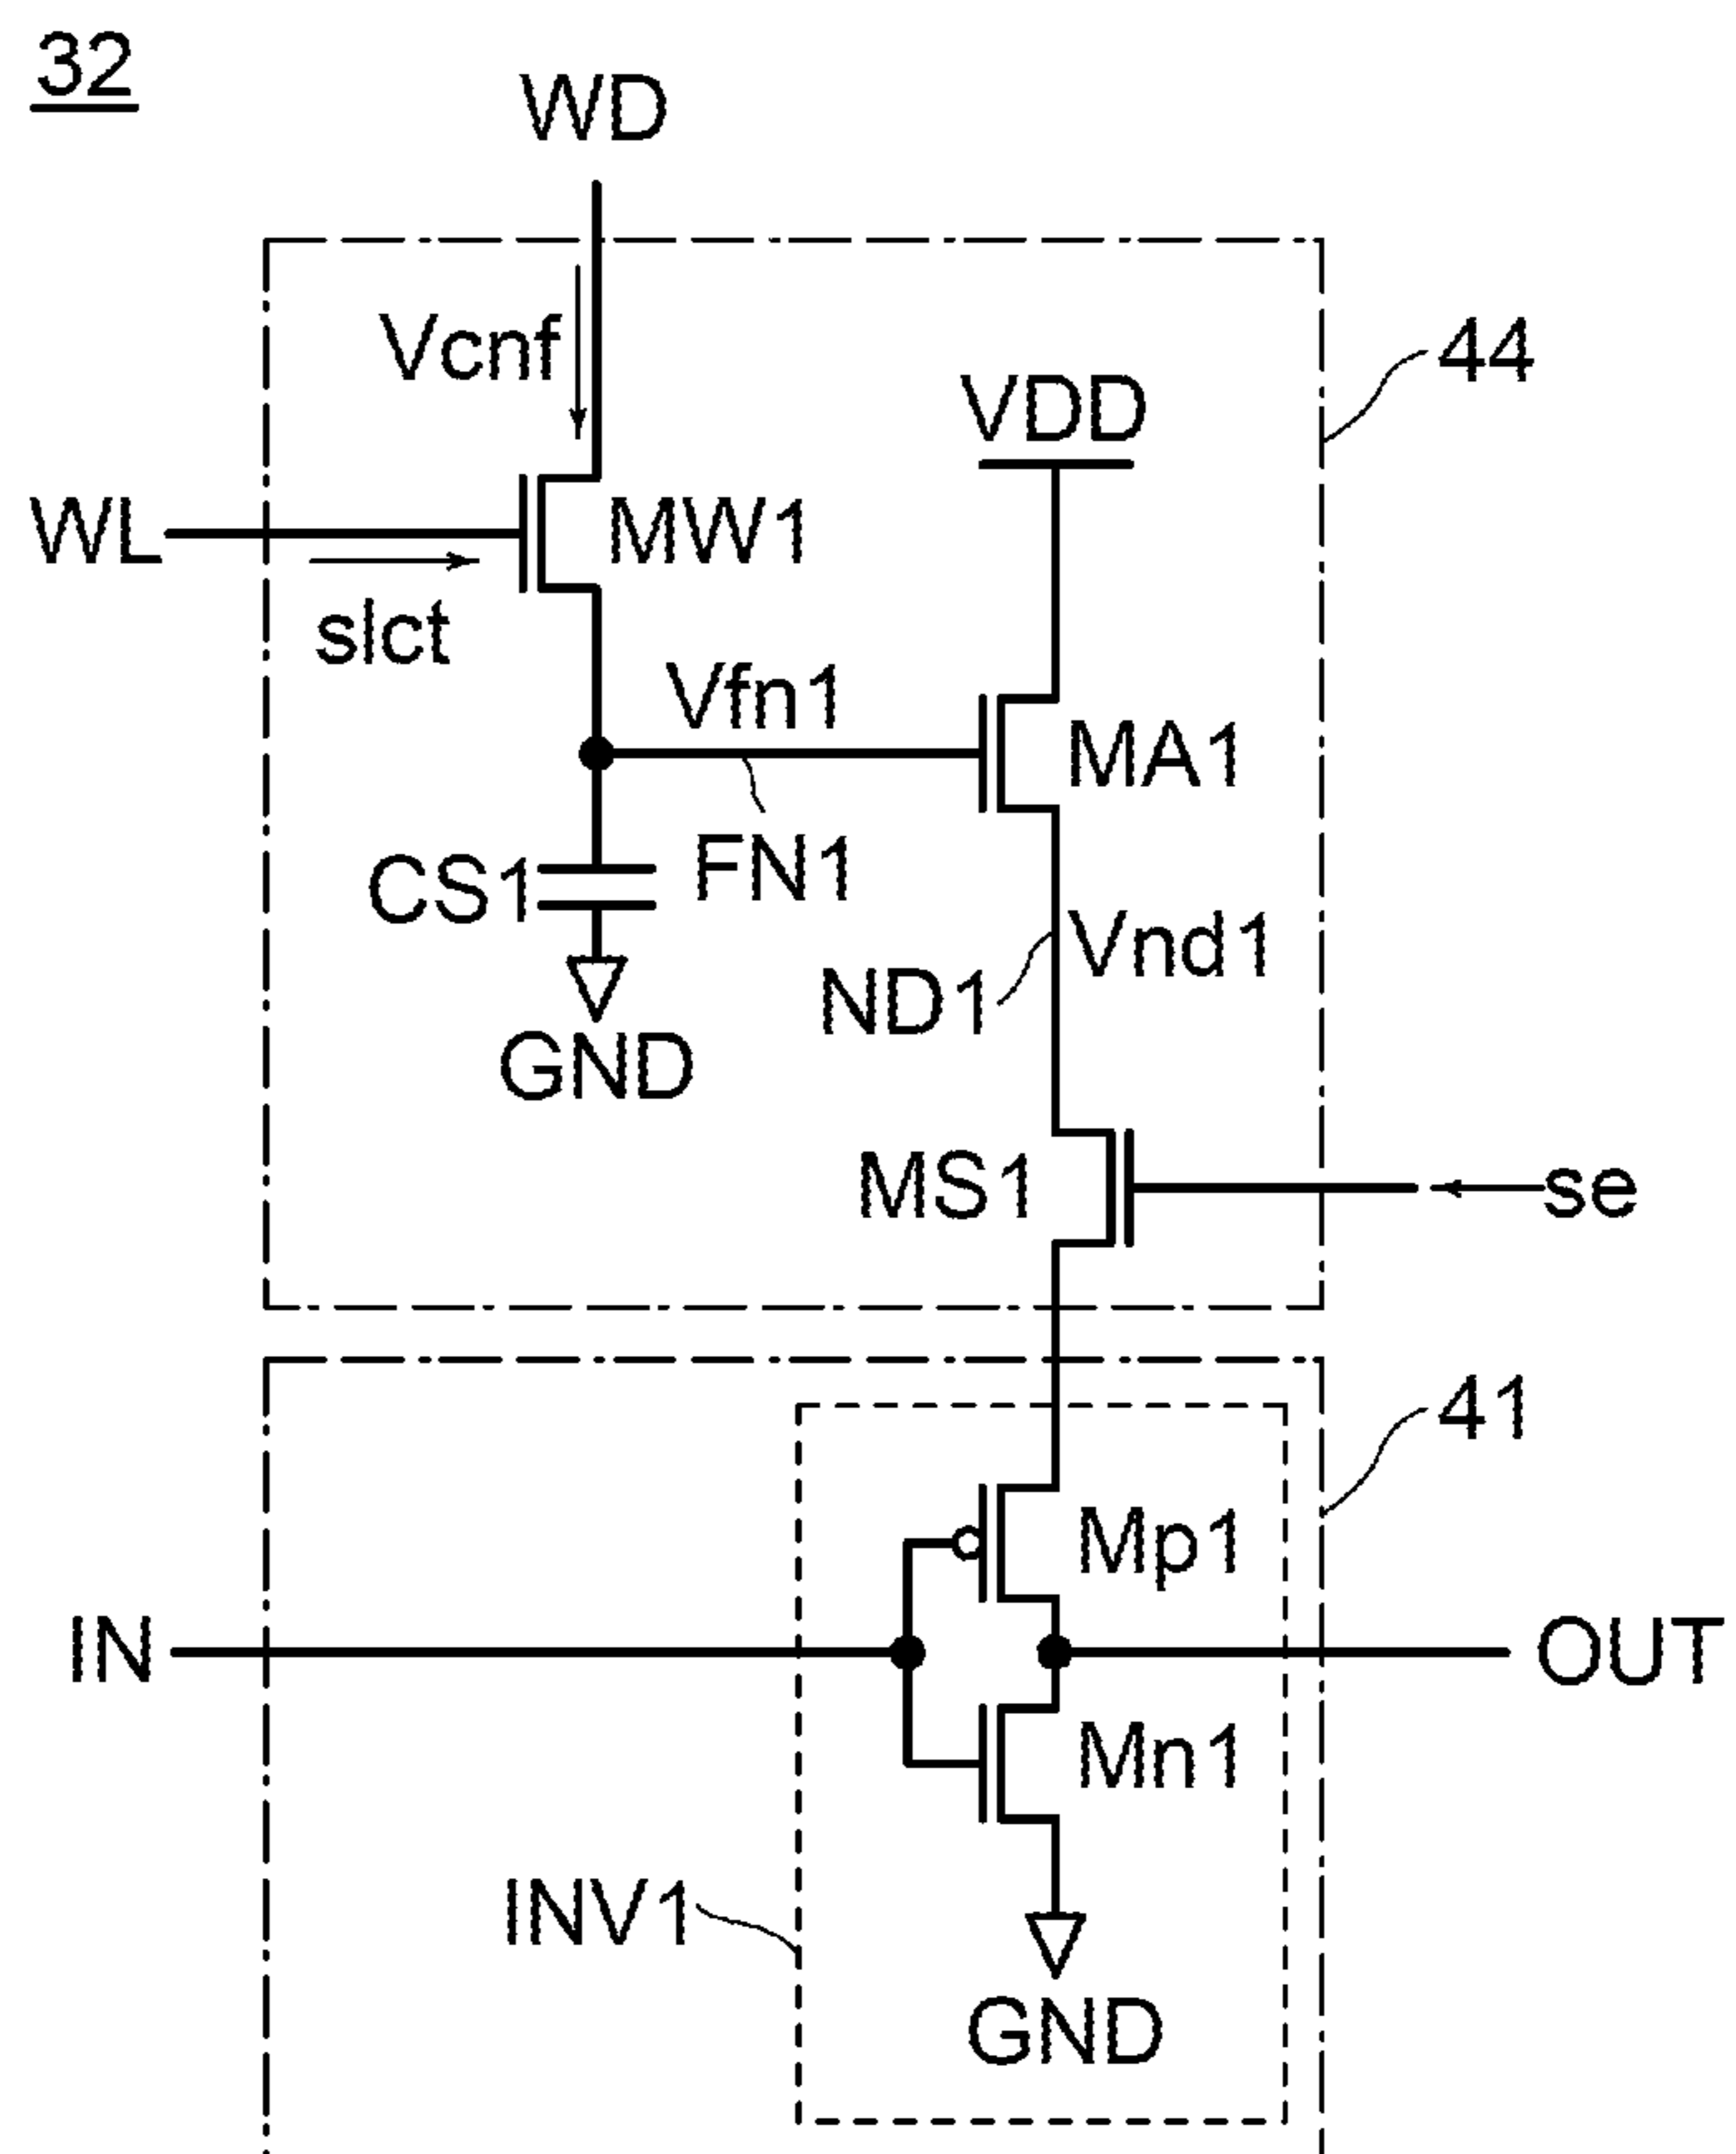 32
WD
Vcnf
44
VDD
WL
MW1
slct
Vfn1
MA1
CS1
FN1
Vnd1
ND1
GND
MS1
se
41
Mp1
IN
OUT
Mn1
INV1
GND